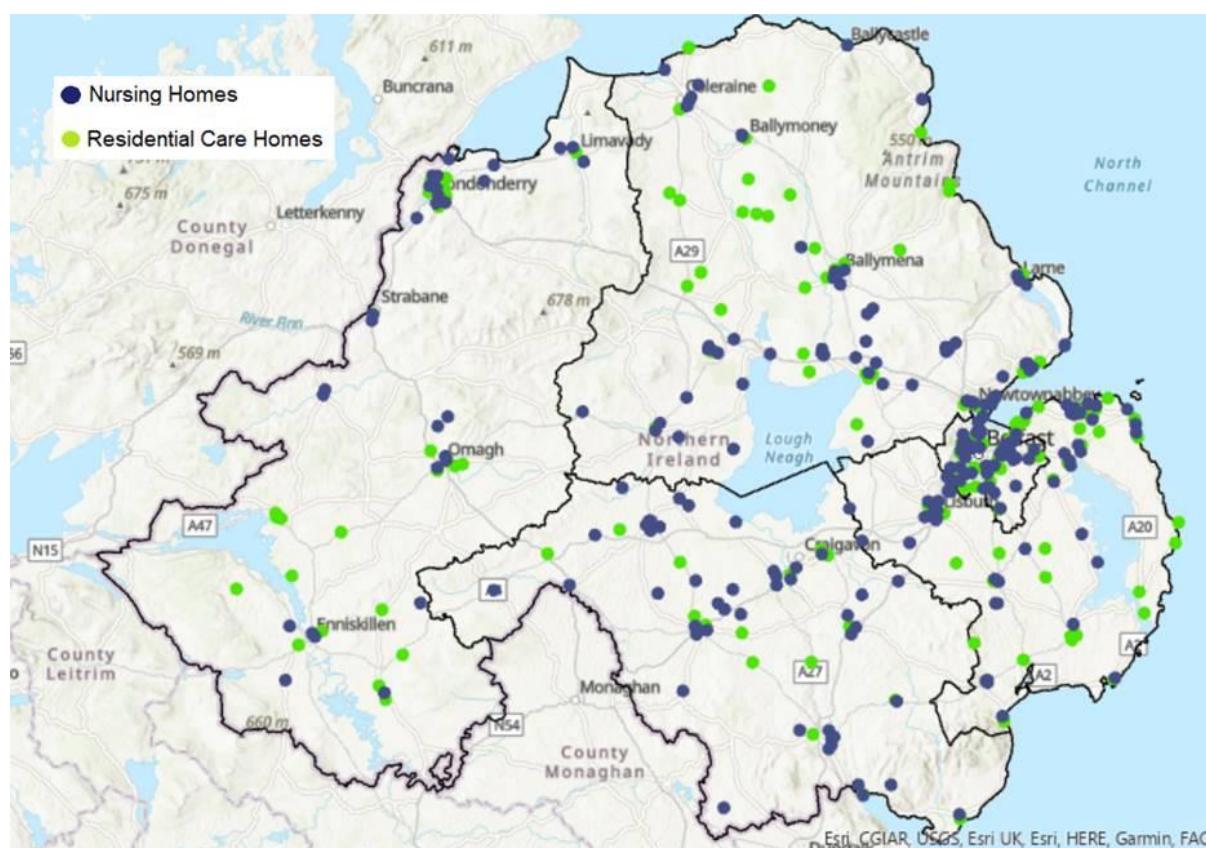 Nursing Homes
Residential Care Homes
611 m
Buncrana
Ballycastle
Coleraine
Ballymoney
Limavady
550 m
Antrim
Mountains
North
Channel
675 m
Letterkenny
Londonderry
County
Donegal
A29
Ballymena
Larne
Strabane
678 m
River Finn
569 m
Newtownabbey
Belfast
Omagh
Northern
Ireland
Lough
Neagh
Lisburn
A47
A20
N15
Craigavon
Enniskillen
County
Leitrim
A27
A2
Monaghan
660 m
N54
County
Monaghan
Esri, CGIAR, USGS, Esri UK, Esri, HERE, Garmin, FAO